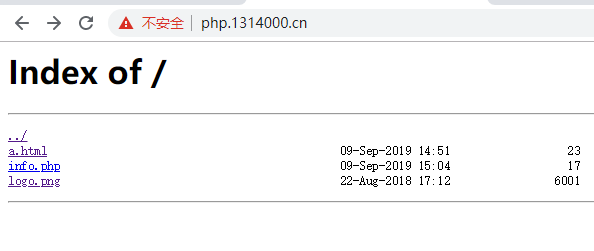 不安全 php.1314000.cn
Index of /
../
a.html 09-Sep-2019 14:51 23
info.php 09-Sep-2019 15:04 17
logo.png 22-Aug-2018 17:12 6001